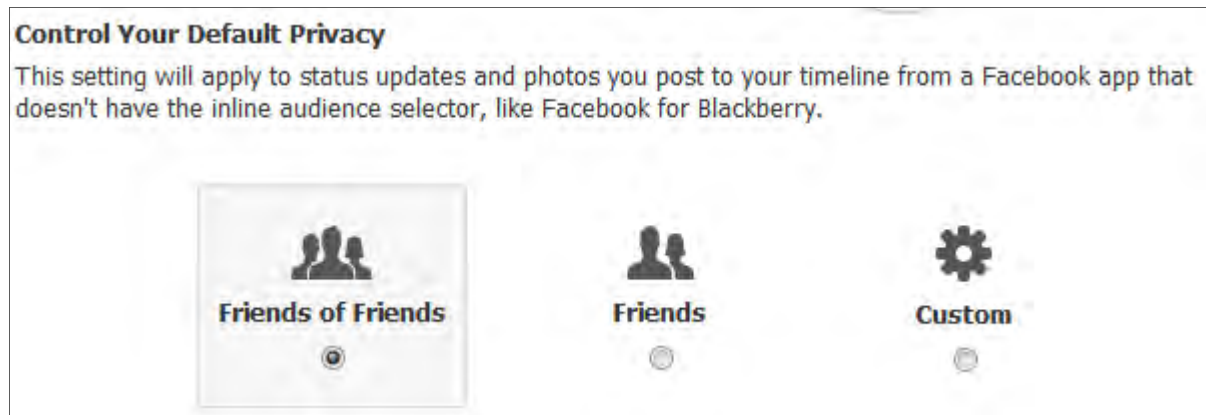 Control Your Default Privacy
This setting will apply to status updates and photos you post to your timeline from a Facebook app that
doesn't have the inline audience selector, like Facebook for Blackberry.
Friends of Friends
Friends
Custom